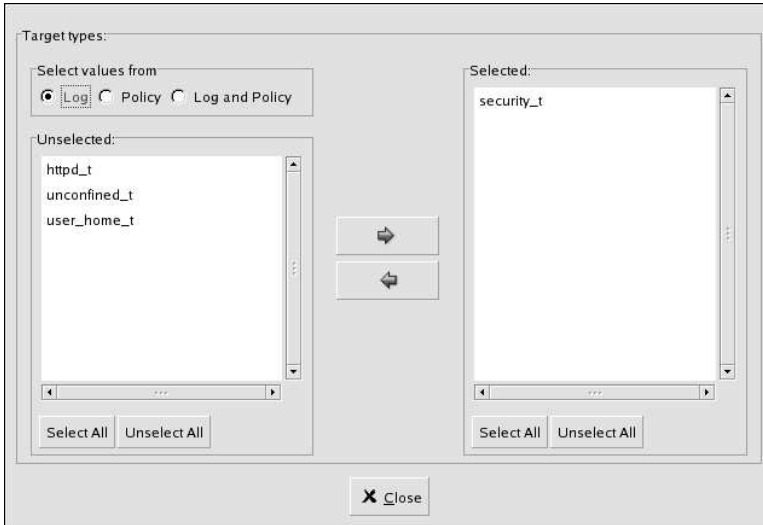 Target types:
Select values from
Log Policy Log and Policy
Unselected:
httpd_t
unconfined_t
user_home_t
Select All Unselect All
Selected:
security_t
Select All Unselect All
Close